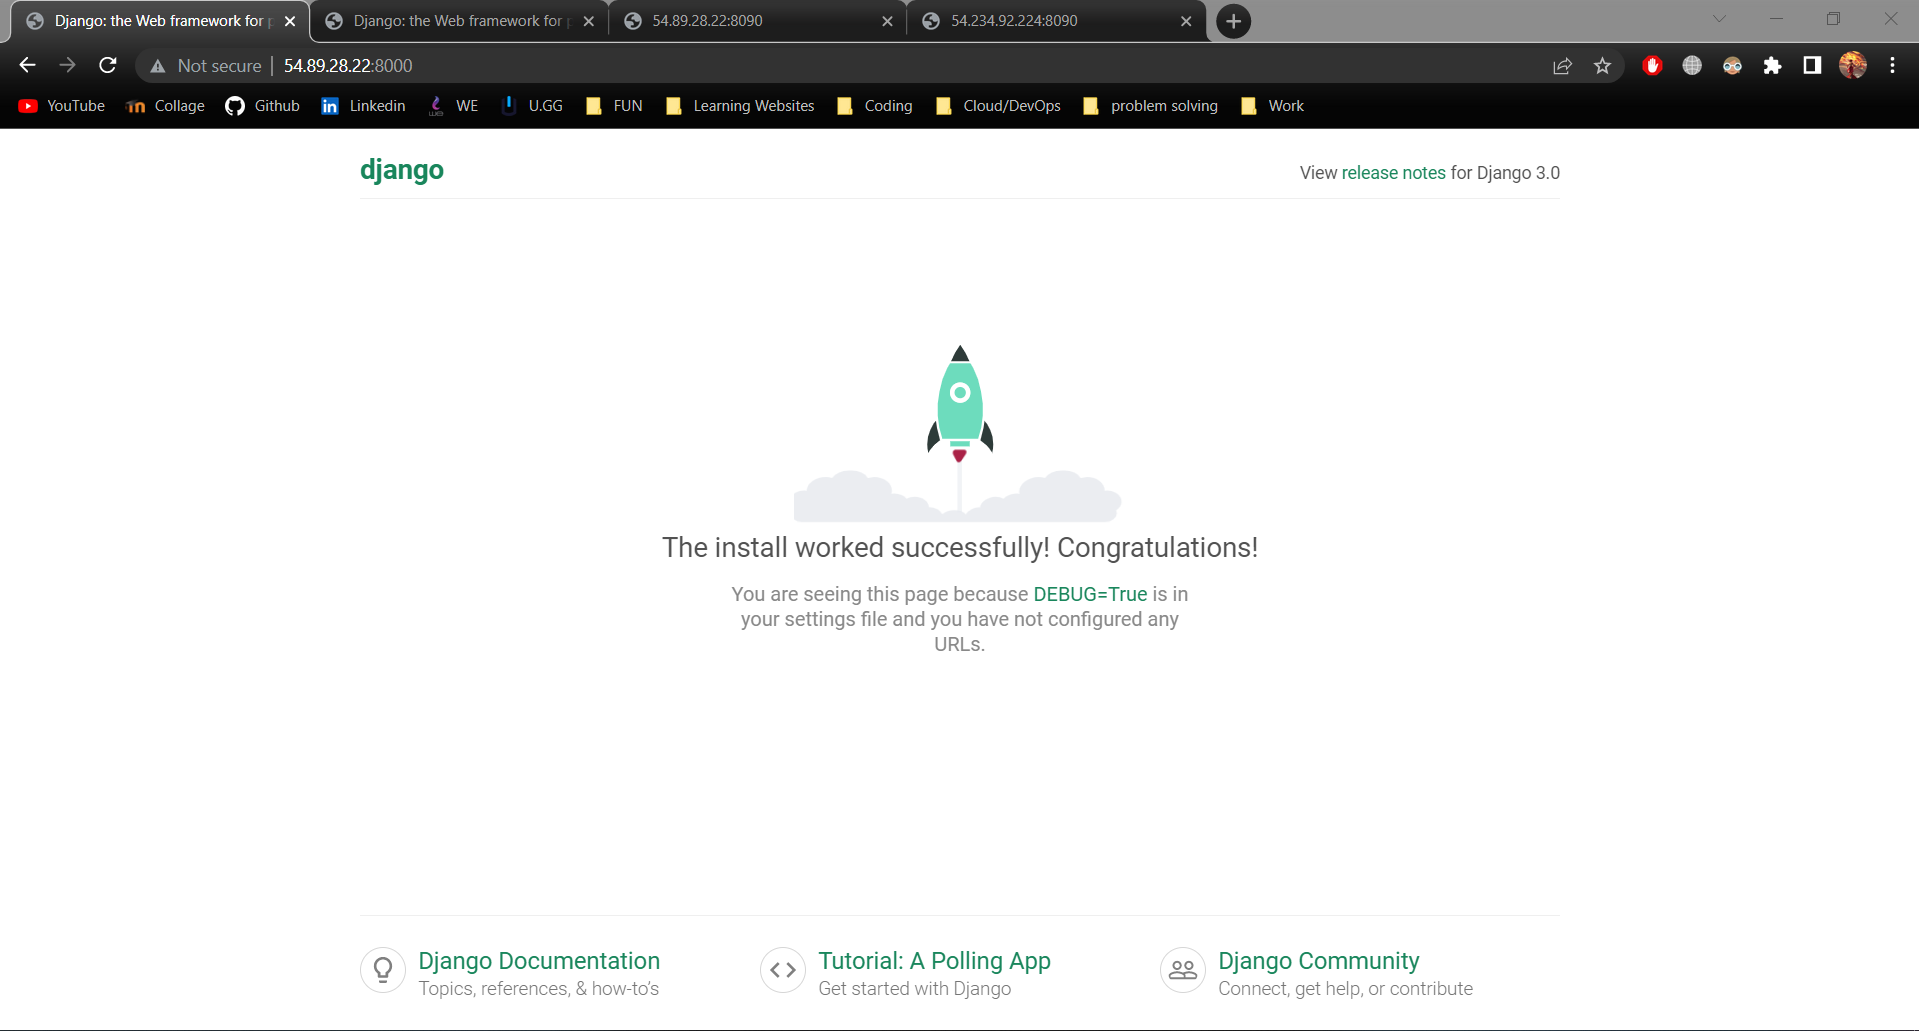 Django: the Web framework for p
Django: the Web framework for p
54.89.28.22:8090
54.234.92.224:8090
Not secure
54.89.28.22:8000
YouTube
Collage
Github
Linkedin
WE
U.GG
FUN
Learning Websites
Coding
Cloud/DevOps
problem solving
Work
django
View release notes for Django 3.0
The install worked successfully! Congratulations!
You are seeing this page because DEBUG=True is in
your settings file and you have not configured any
URLs.
Django Documentation
Topics, references, & how-to’s
Tutorial: A Polling App
Get started with Django
Django Community
Connect, get help, or contribute